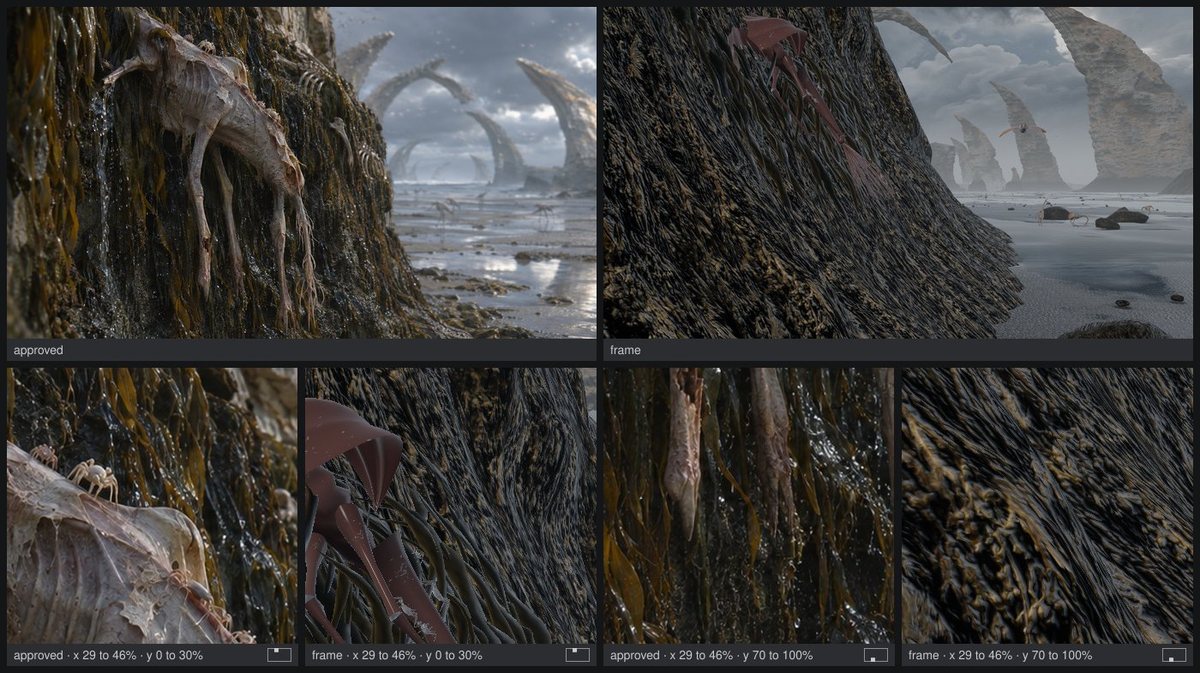 approved
frame
approved · x 29 to 46% · y 0 to 30%
frame · x 29 to 46% · y 0 to 30%
approved · x 29 to 46% · y 70 to 100%
frame · x 29 to 46% · y 70 to 100%